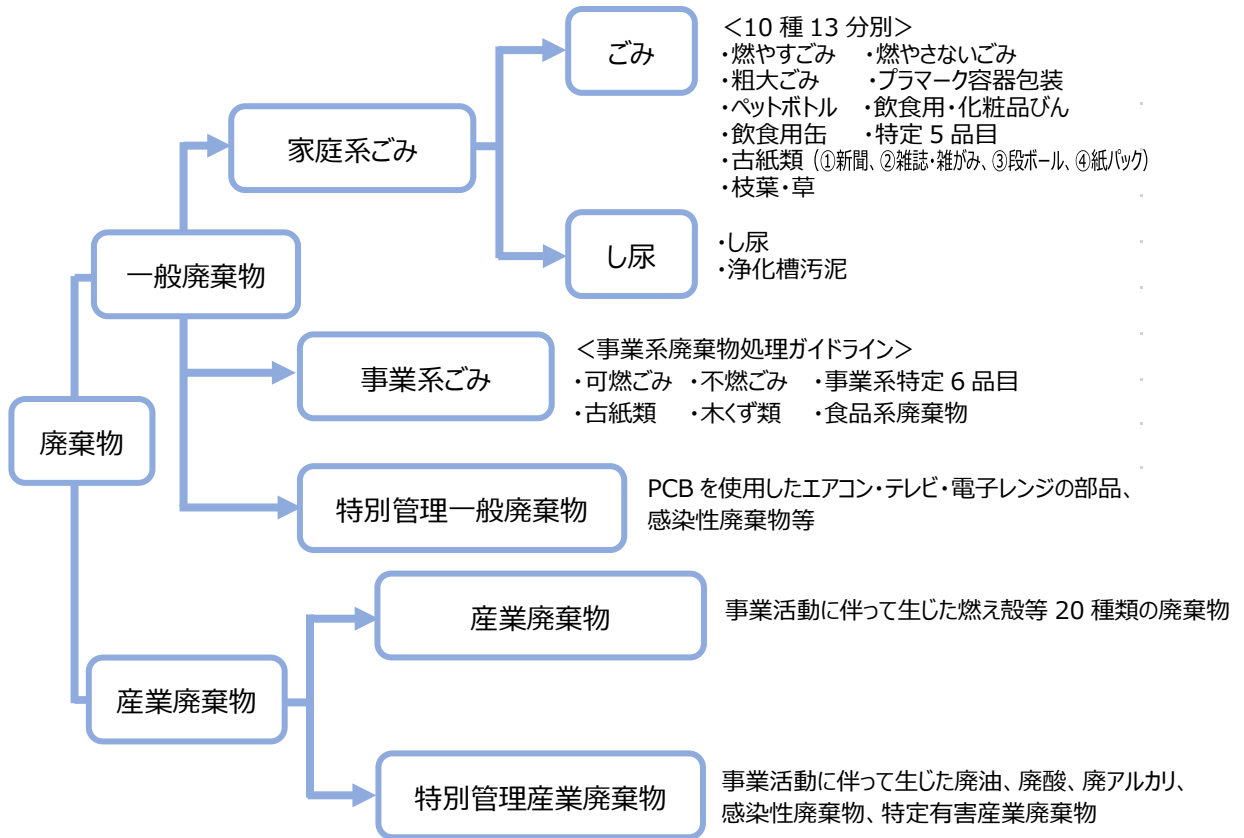 ごみ
<10 種 13 分別>
・燃やすごみ ・燃やさないごみ
・粗大ごみ ・プラマーク容器包装
・ペットボトル ・飲食用・化粧品びん
・飲食用缶 ・特定 5 品目
・古紙類 (①新聞、②雑誌・雑がみ、③段ボール、④紙パック)
・枝葉・草
家庭系ごみ
し尿
・し尿
・浄化槽汚泥
一般廃棄物
事業系ごみ
<事業系廃棄物処理ガイドライン>
・可燃ごみ ・不燃ごみ ・事業系特定 6 品目
・古紙類 ・木くず類 ・食品系廃棄物
廃棄物
特別管理一般廃棄物
PCB を使用したエアコン・テレビ・電子レンジの部品、
感染性廃棄物等
産業廃棄物
事業活動に伴って生じた燃え殻等 20 種類の廃棄物
産業廃棄物
特別管理産業廃棄物
事業活動に伴って生じた廃油、廃酸、廃アルカリ、
感染性廃棄物、特定有害産業廃棄物